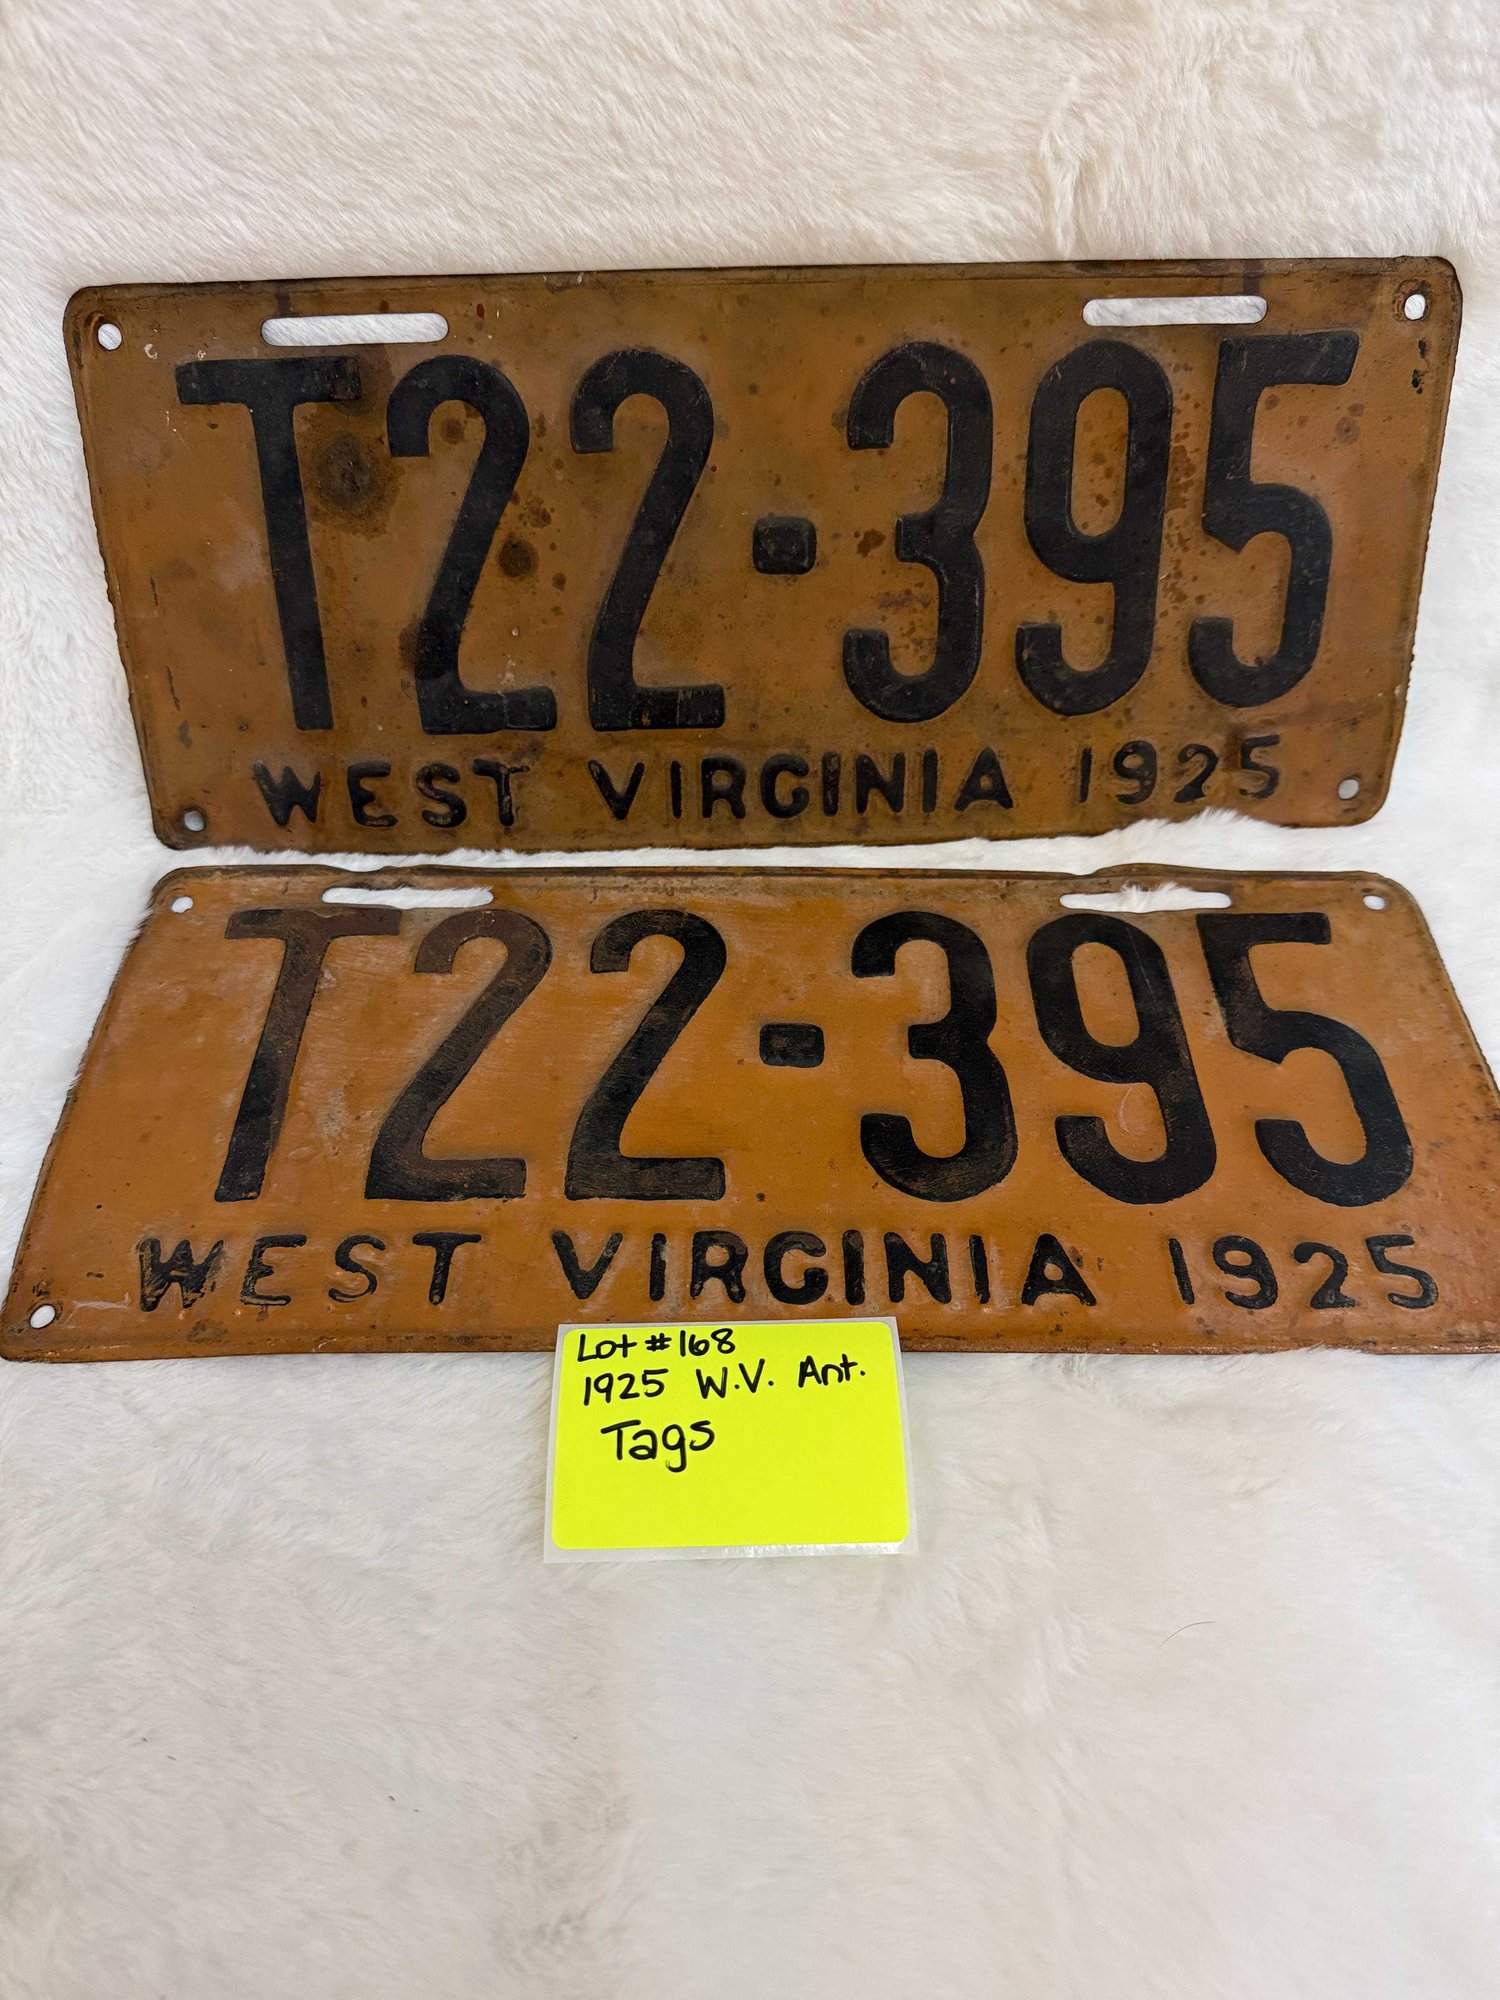 T22-395
WEST VIRGINIA 1925
T22-395
WEST VIRGINIA 1925
Lot #168
1925 W.V. Ant.
Tags